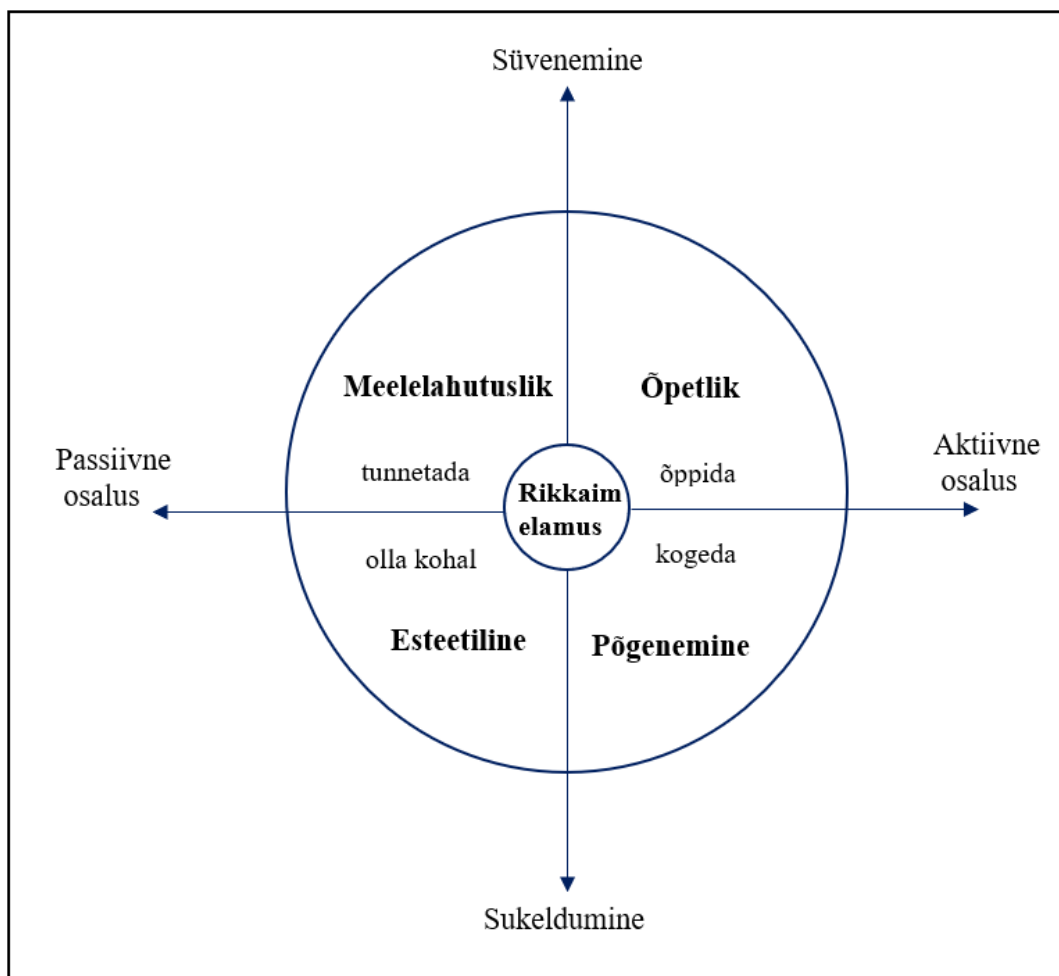 Süvenemine
Meelelahutuslik
Õpetlik
Passiivne
osalus
Aktiivne
osalus
tunnetada
õppida
Rikkaim
elamus
olla kohal
kogeda
Esteetiline
Põgenemine
Sukeldumine